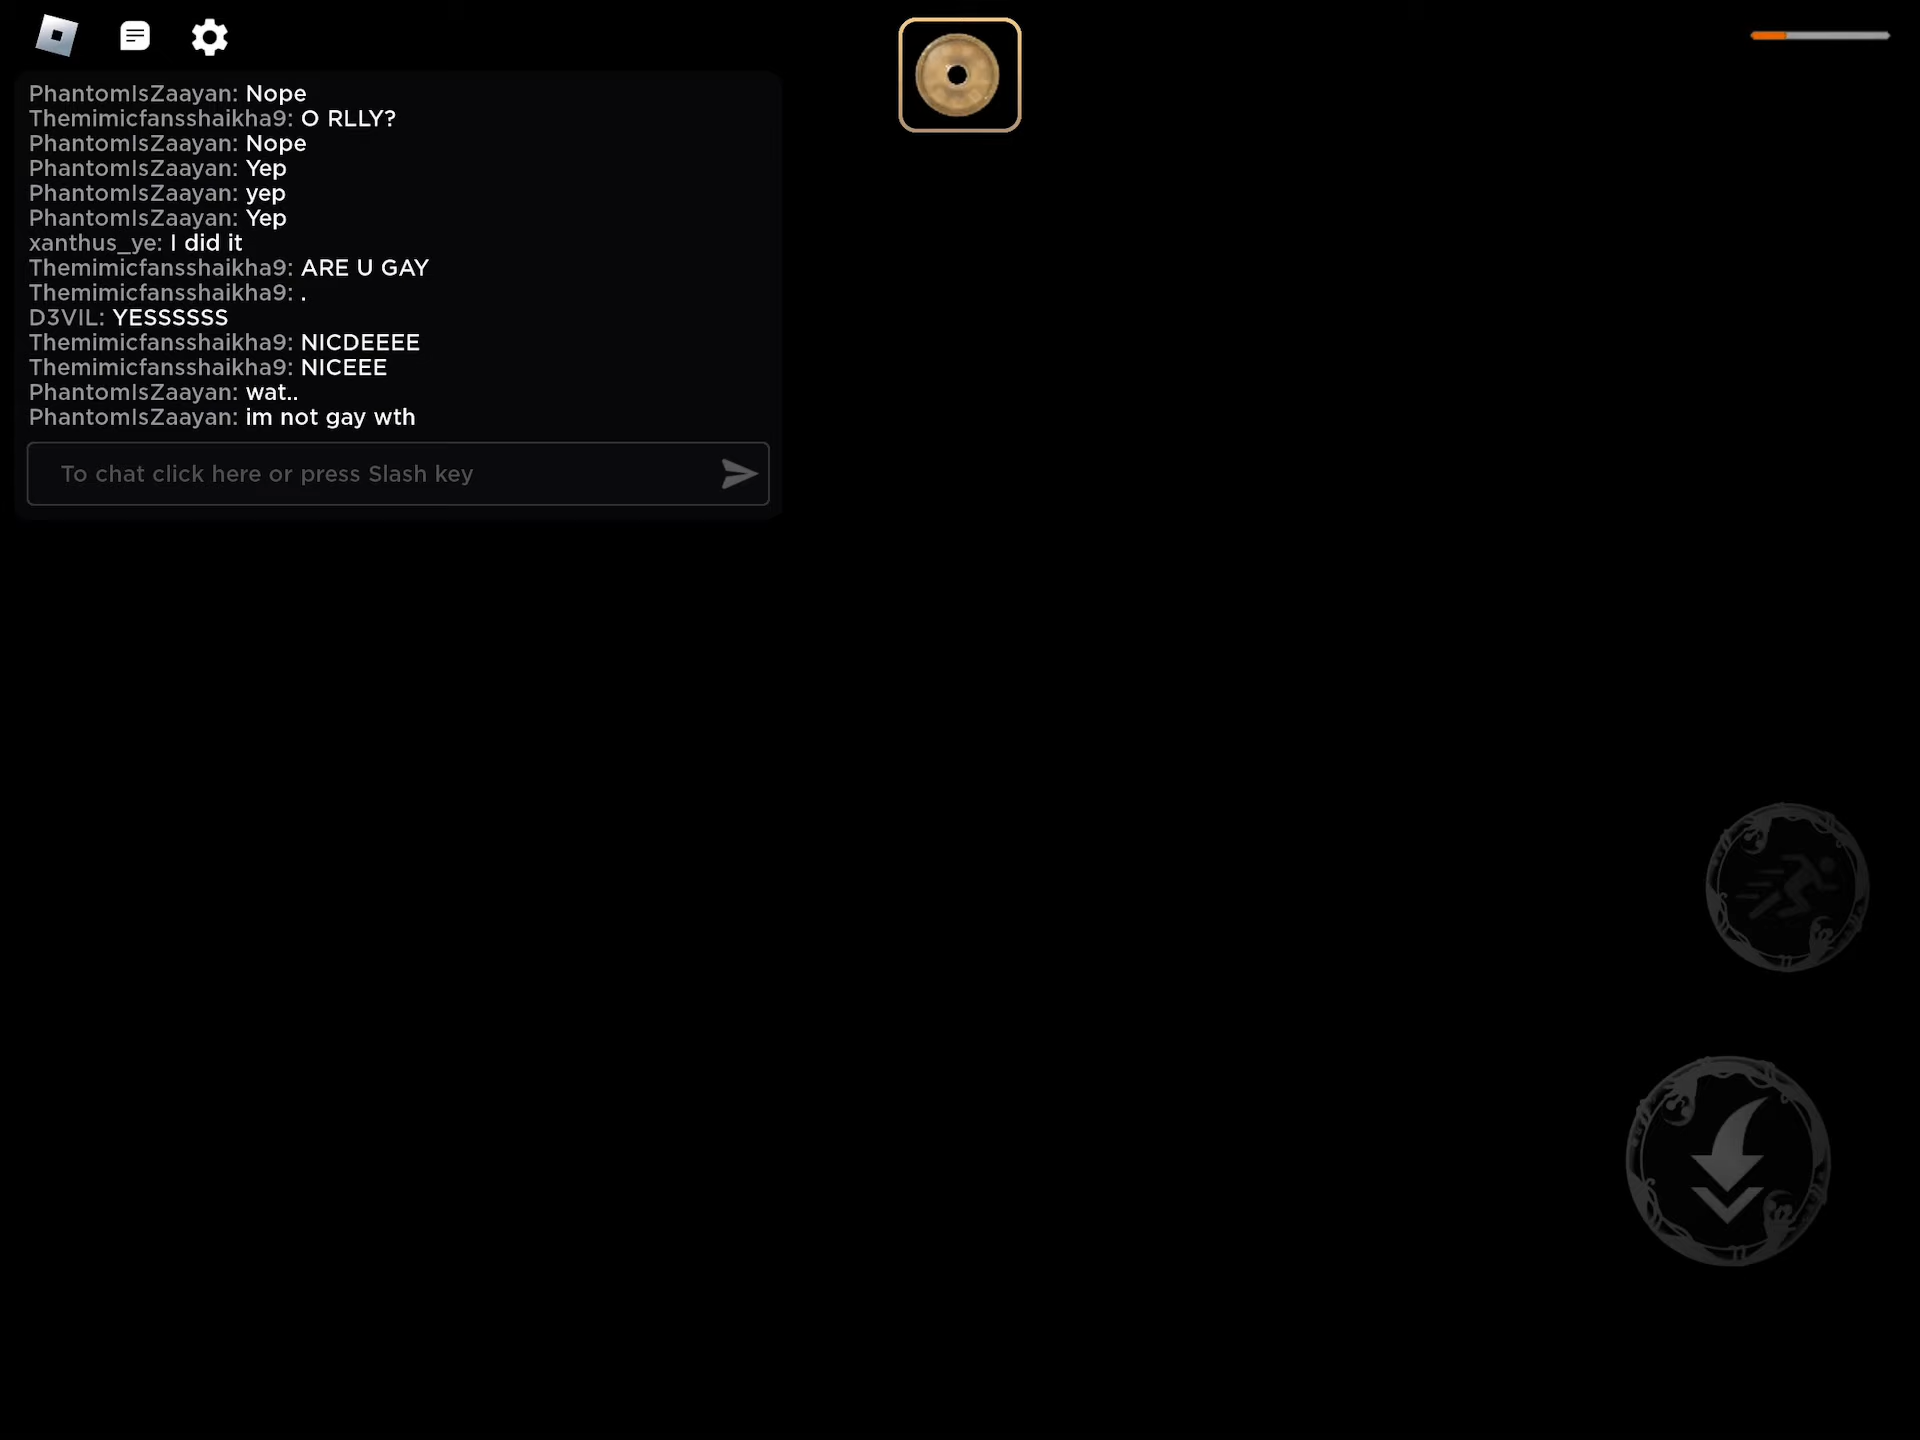 PhantomIsZaayan: Nope
Themimicfansshaikha9: O RLLY?
PhantomIsZaayan: Nope
PhantomIsZaayan: Yep
PhantomIsZaayan: yep
PhantomIsZaayan: Yep
xanthus_ye: I did it
Themimicfansshaikha9: ARE U GAY
Themimicfansshaikha9: .
D3VIL: YESSSSSS
Themimicfansshaikha9: NICDEEEE
Themimicfansshaikha9: NICEEE
PhantomIsZaayan: wat..
PhantomIsZaayan: im not gay wth
To chat click here or press Slash key